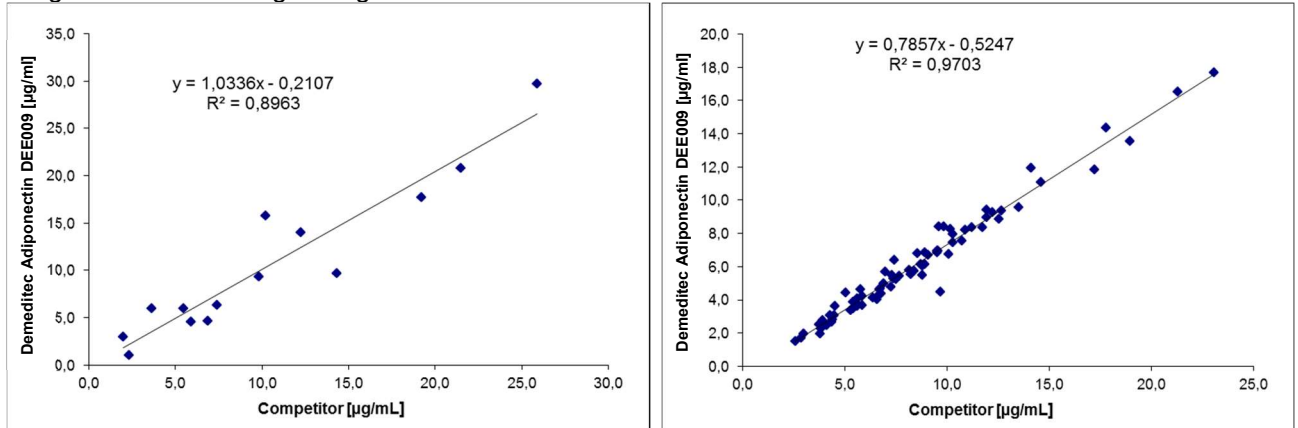 35,0
30,0
25,0
20,0
15,0
10,0
5,0
0,0
0,0 5,0 10,0 15,0 20,0 25,0 30,0
Demeditec Adiponectin DEE009 [µg/ml]
Competitor [µg/mL]
y = 1,0336x - 0,2107
R² = 0,8963
20,0
18,0
16,0
14,0
12,0
10,0
8,0
6,0
4,0
2,0
0,0
0,0 5,0 10,0 15,0 20,0 25,0
Demeditec Adiponectin DEE009 [µg/ml]
Competitor [µg/mL]
y = 0,7857x - 0,5247
R² = 0,9703